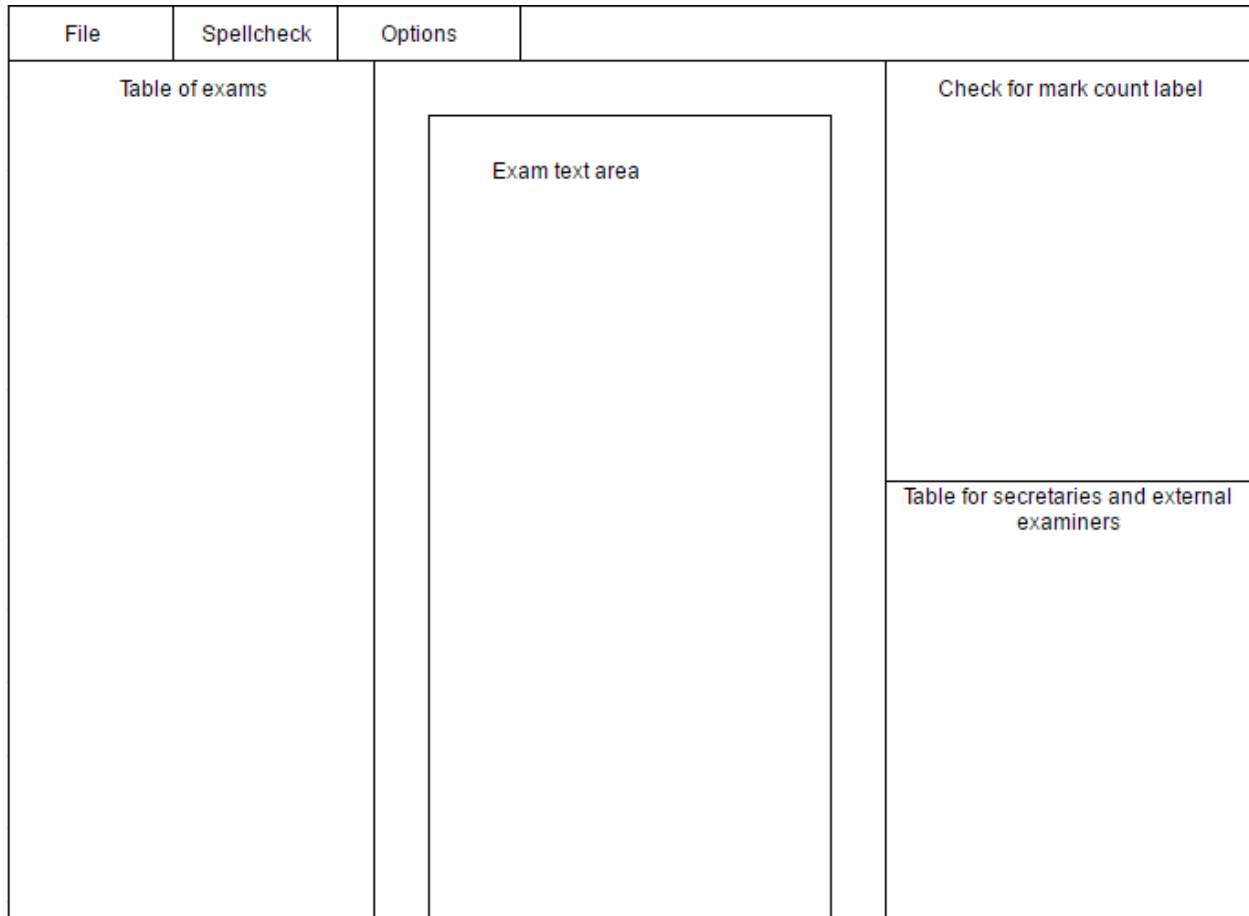 File
Spellcheck
Options
Table of exams
Exam text area
Check for mark count label
Table for secretaries and external
examiners